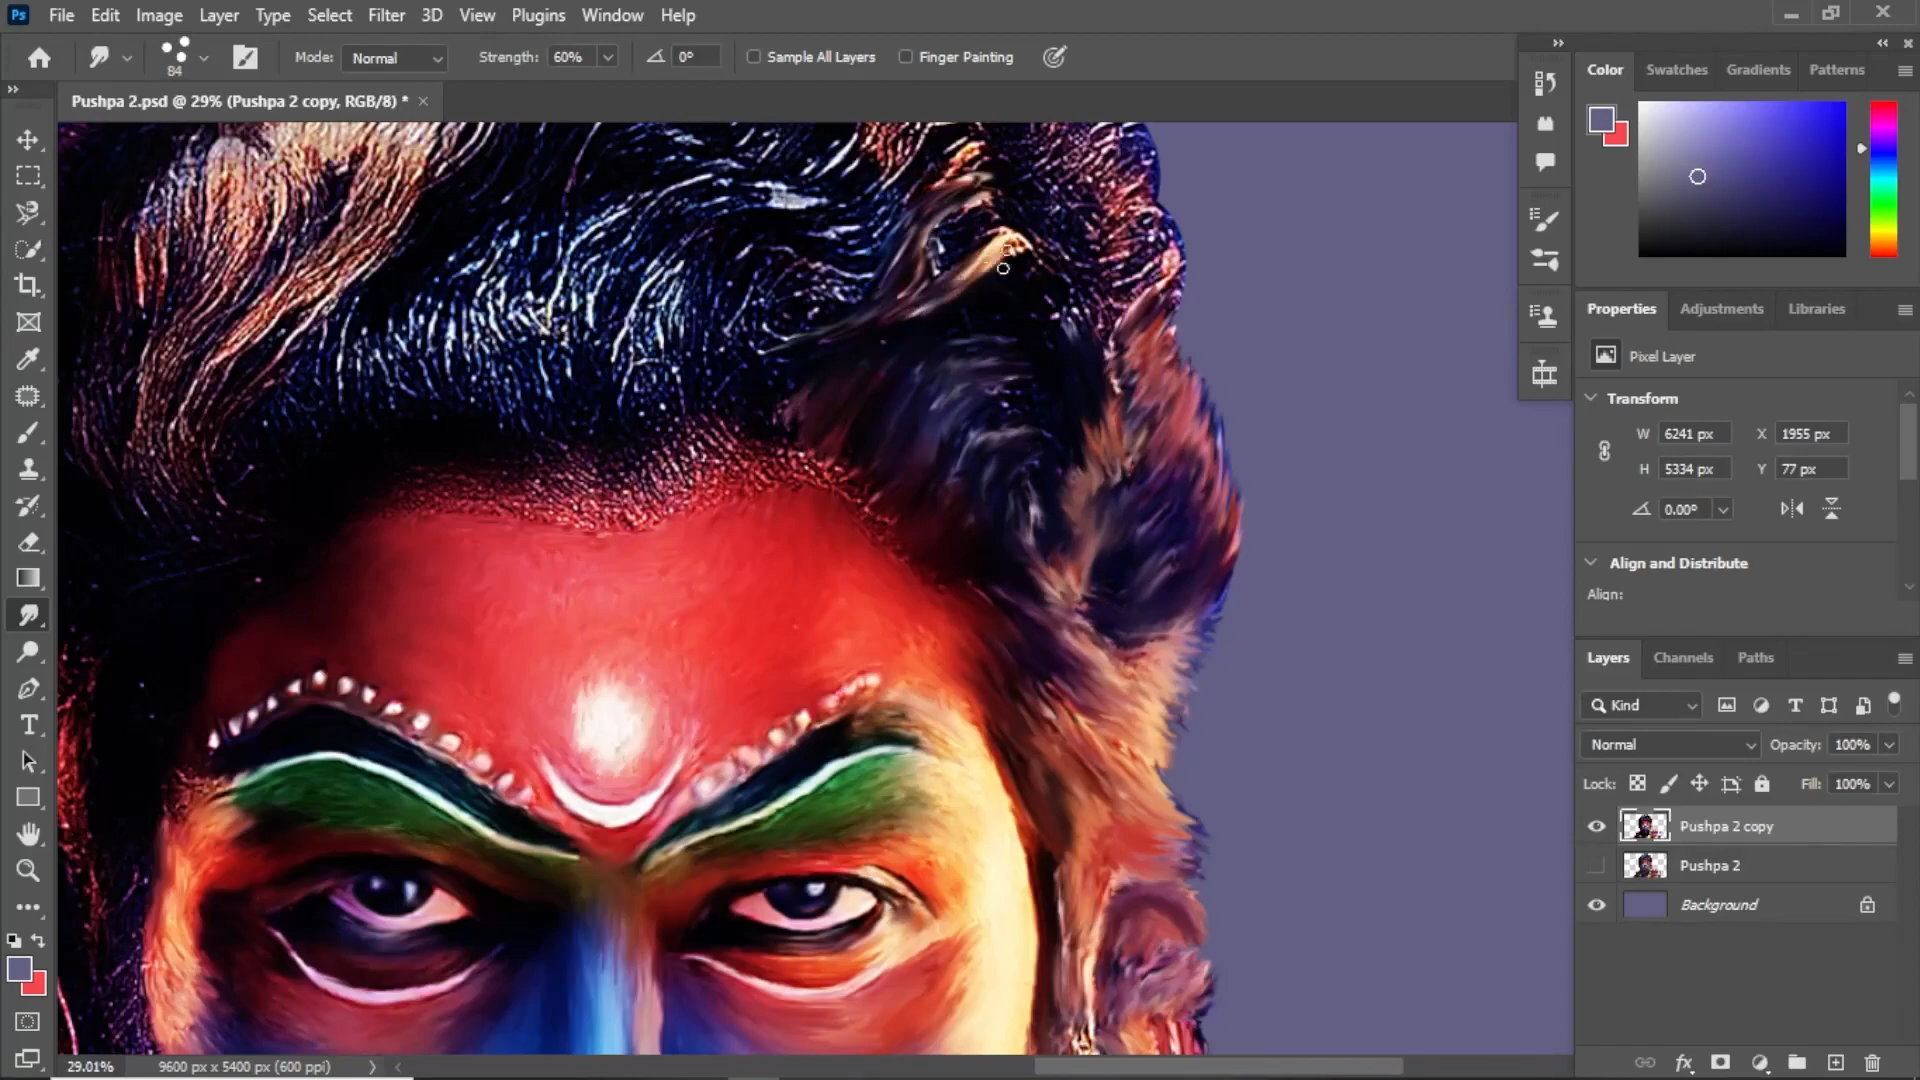 Ps File Edit Image Layer Type Select Filter 3D View Plugins Window Help
84 Mode: Normal Strength: 60% 0° Sample All Layers Finger Painting
Pushpa 2.psd @ 29% (Pushpa 2 copy, RGB/8) *
Color Swatches Gradients Patterns
Properties Adjustments Libraries
Pixel Layer
Transform
W 6241 px X 1955 px
H 5334 px Y 77 px
0.00°
Align and Distribute
Align:
Layers Channels Paths
Kind
Normal Opacity: 100%
Lock: Fill: 100%
Pushpa 2 copy
Pushpa 2
Background
29.01% 9600 px x 5400 px (600 ppi)